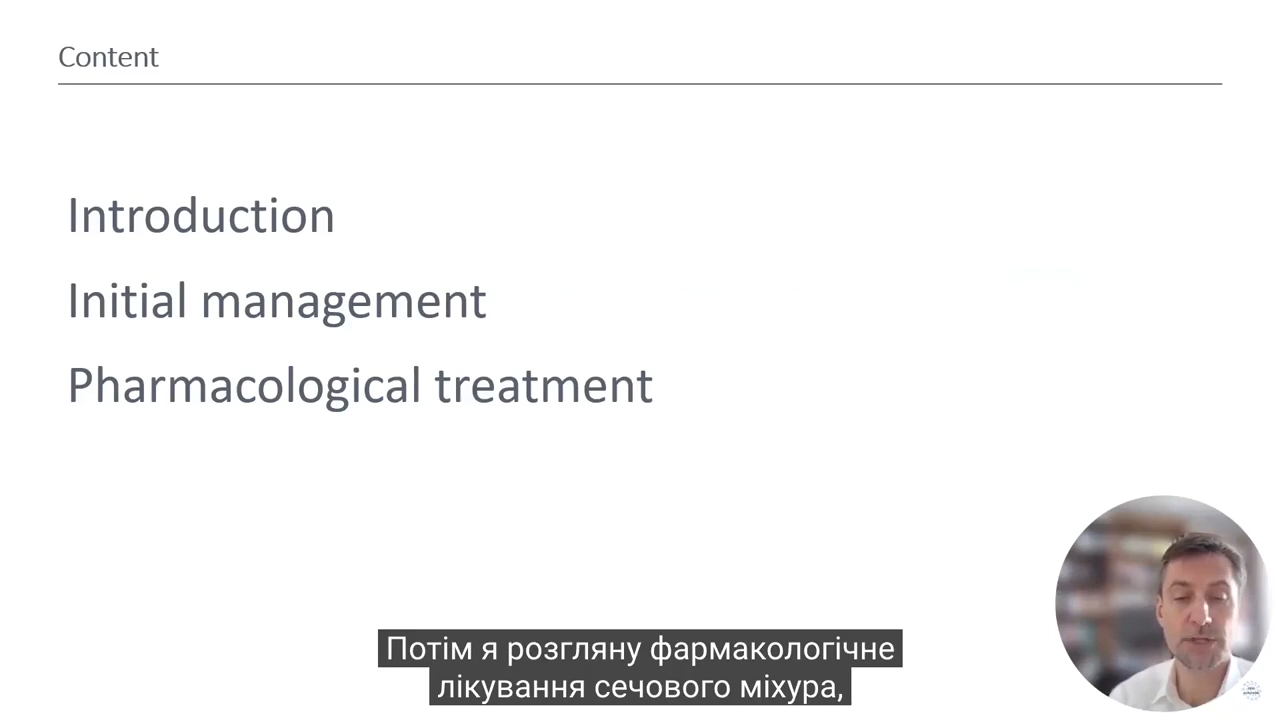 Content
Introduction
Initial management
Pharmacological treatment
Потім я розгляну фармакологічне
лікування сечового міхура,